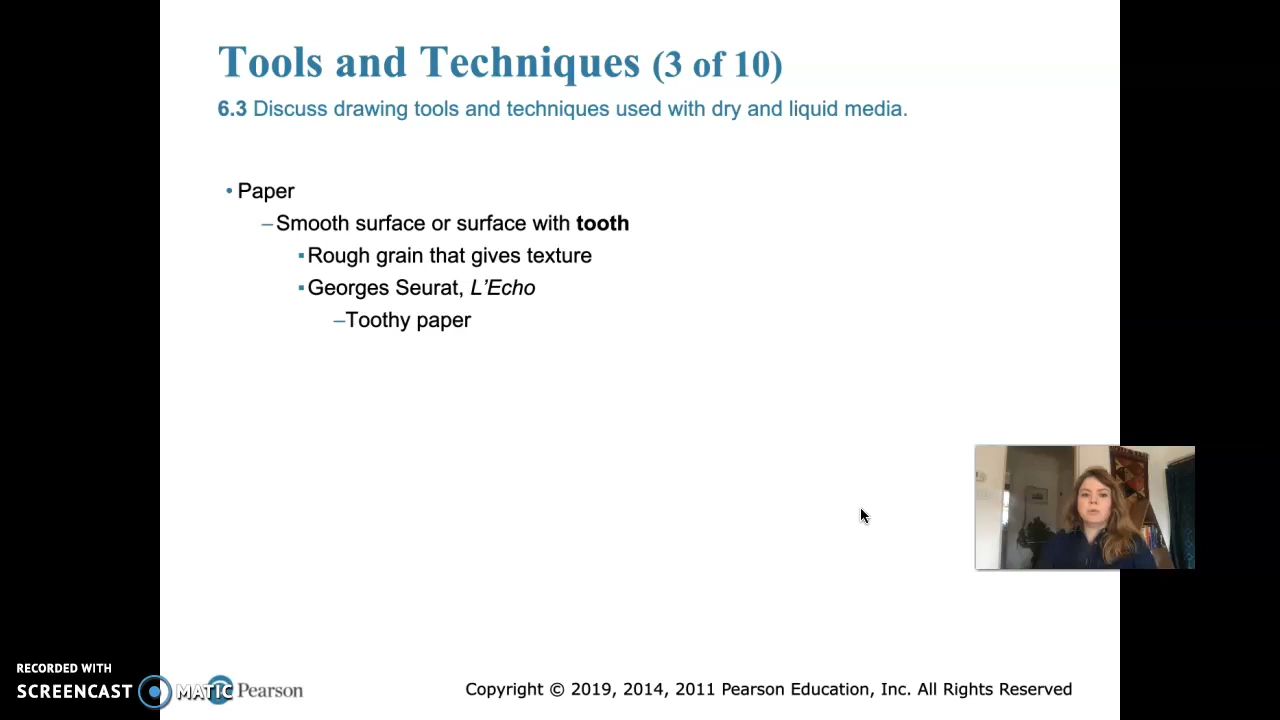 Tools and Techniques (3 of 10)
6.3 Discuss drawing tools and techniques used with dry and liquid media.
• Paper
–Smooth surface or surface with tooth
▪Rough grain that gives texture
▪Georges Seurat, L’Echo
–Toothy paper
RECORDED WITH
SCREENCAST MATIC
Pearson
Copyright © 2019, 2014, 2011 Pearson Education, Inc. All Rights Reserved